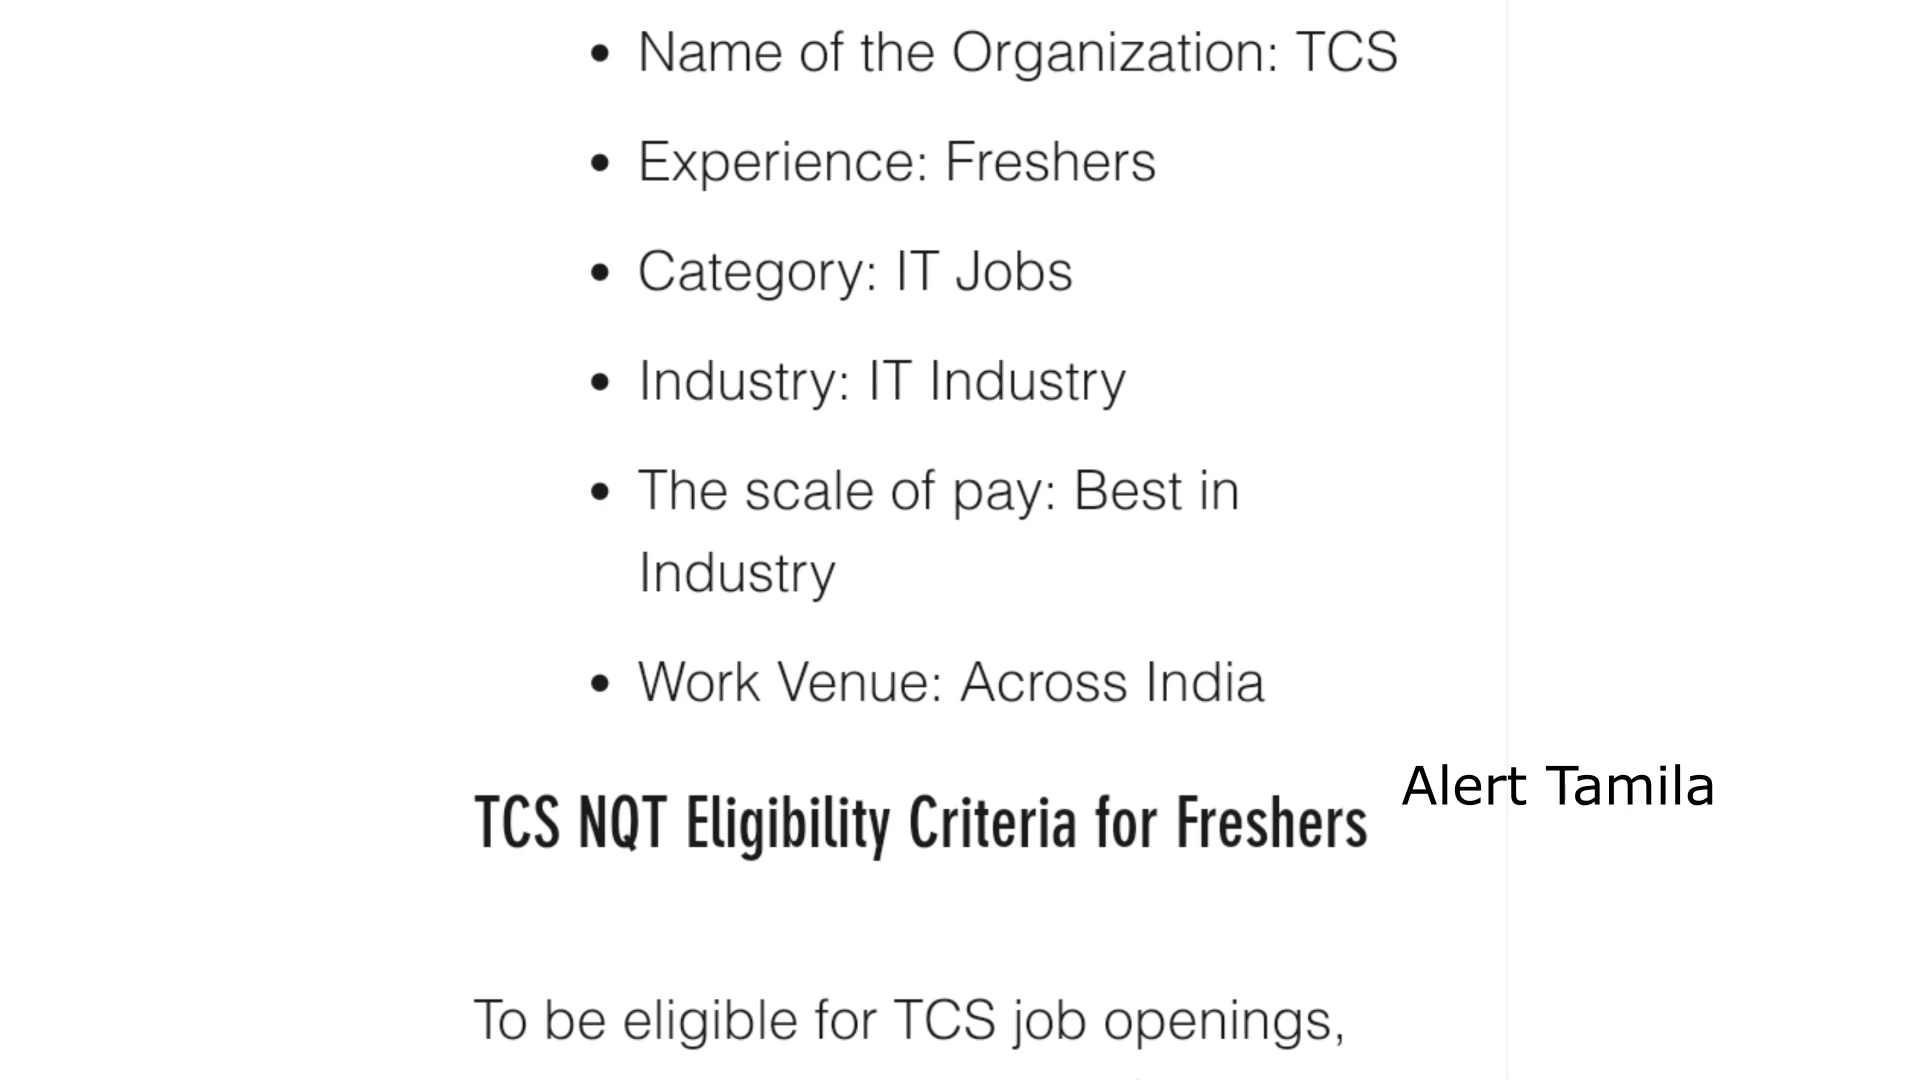 Name of the Organization: TCS
Experience: Freshers
Category: IT Jobs
Industry: IT Industry
The scale of pay: Best in
Industry
Work Venue: Across India
Alert Tamila
TCS NQT Eligibility Criteria for Freshers
To be eligible for TCS job openings,